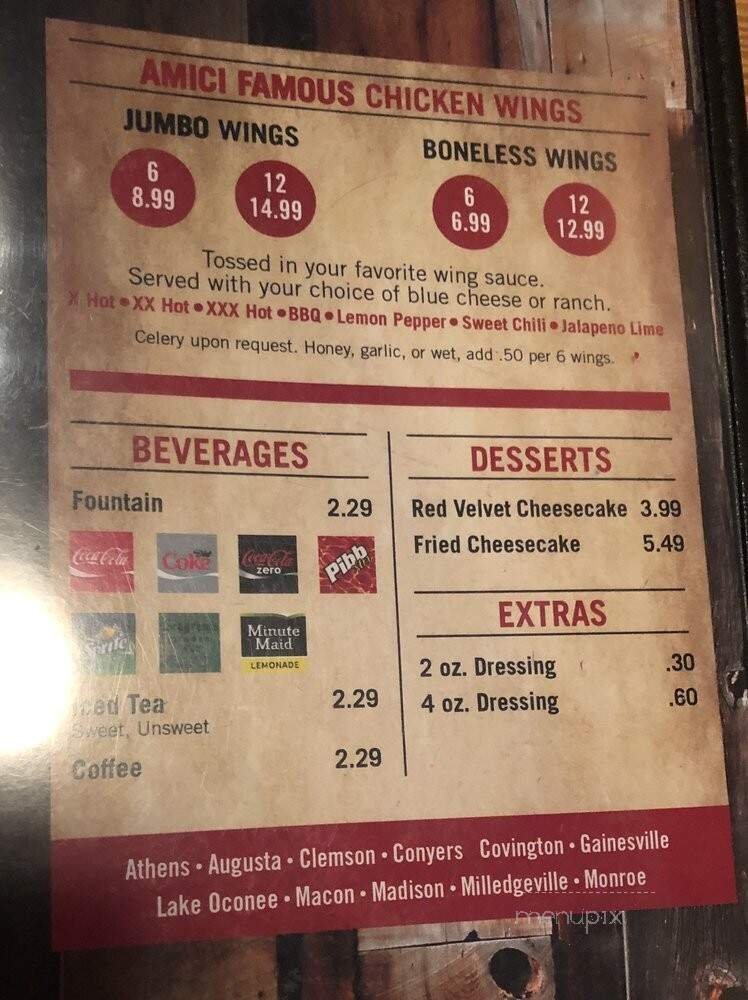 AMICI FAMOUS CHICKEN WINGS
JUMBO WINGS
6
8.99
12
14.99
BONELESS WINGS
6
6.99
12
12.99
Tossed in your favorite wing sauce.
Served with your choice of blue cheese or ranch.
X Hot • XX Hot • XXX Hot • BBQ • Lemon Pepper • Sweet Chili • Jalapeno Lime
Celery upon request. Honey, garlic, or wet, add .50 per 6 wings.
BEVERAGES
Fountain 2.29
Coca-Cola
Coke
Coca-Cola
zero
Pibb
Sprite
Minute
Maid
LEMONADE
Iced Tea 2.29
Sweet, Unsweet
Coffee 2.29
DESSERTS
Red Velvet Cheesecake 3.99
Fried Cheesecake 5.49
EXTRAS
2 oz. Dressing .30
4 oz. Dressing .60
Athens • Augusta • Clemson • Conyers Covington • Gainesville
Lake Oconee • Macon • Madison • Milledgeville • Monroe
menupix